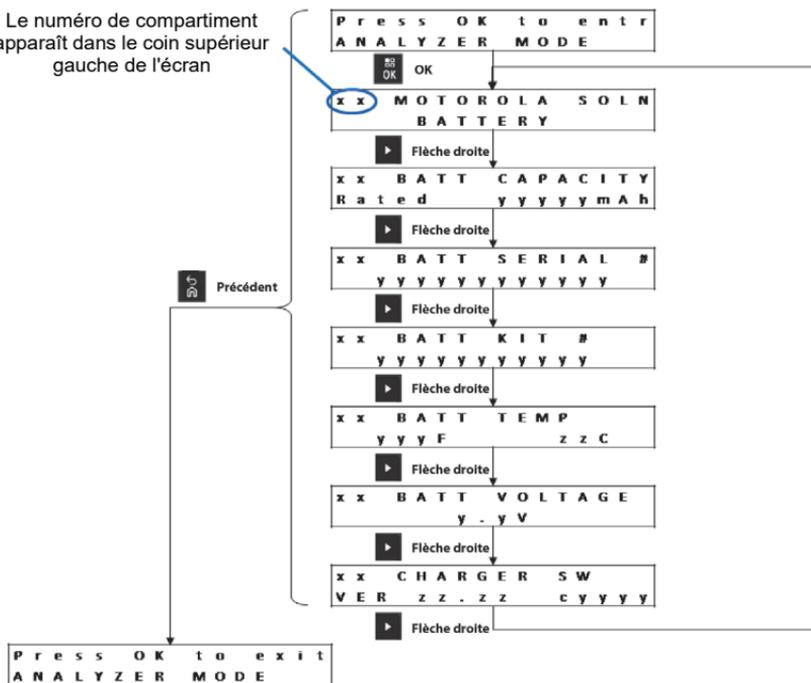 Le numéro de compartiment
apparaît dans le coin supérieur
gauche de l'écran
Press OK to entr
ANALYZER MODE
OK
OK
xx MOTOROLA SOLN
BATTERY
Flèche droite
xx BATT CAPACITY
Rated yyyyymAh
Flèche droite
xx BATT SERIAL #
yyyyyyyyyyyy
Flèche droite
xx BATT KIT #
yyyyyyyyyyy
Flèche droite
xx BATT TEMP
yyyF zzC
Flèche droite
xx BATT VOLTAGE
y.yV
Flèche droite
xx CHARGER SW
VER zz.zz cyyyy
Flèche droite
Précédent
Press OK to exit
ANALYZER MODE